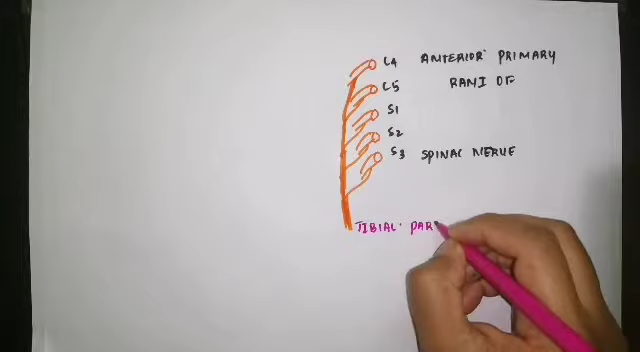 L4 ANTERIOR PRIMARY
L5 RAMI OF
S1
S2
S3 SPINAL NERVE
TIBIAL PAR